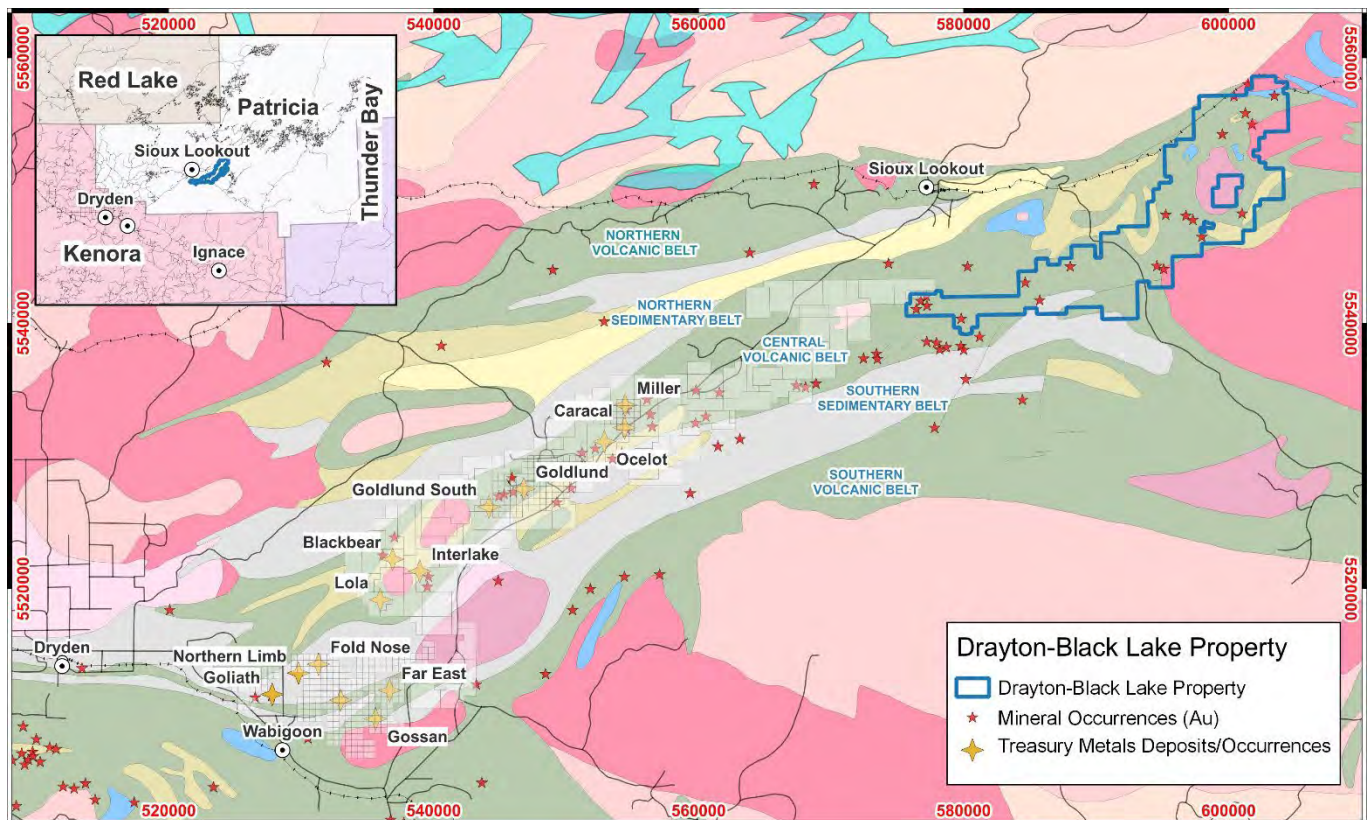 520000
540000
560000
580000
600000
5560000
5560000
Red Lake
Patricia
Thunder Bay
Sioux Lookout
Dryden
Kenora
Ignace
Sioux Lookout
NORTHERN
VOLCANIC BELT
NORTHERN
SEDIMENTARY BELT
5540000
5540000
CENTRAL
VOLCANIC BELT
Miller
SOUTHERN
SEDIMENTARY BELT
Caracal
Ocelot
Goldlund
SOUTHERN
VOLCANIC BELT
Goldlund South
Blackbear
Interlake
Lola
5520000
5520000
Dryden
Northern Limb
Fold Nose
Goliath
Far East
Wabigoon
Gossan
Drayton-Black Lake Property
Drayton-Black Lake Property
Mineral Occurrences (Au)
Treasury Metals Deposits/Occurrences
520000
540000
560000
580000
600000